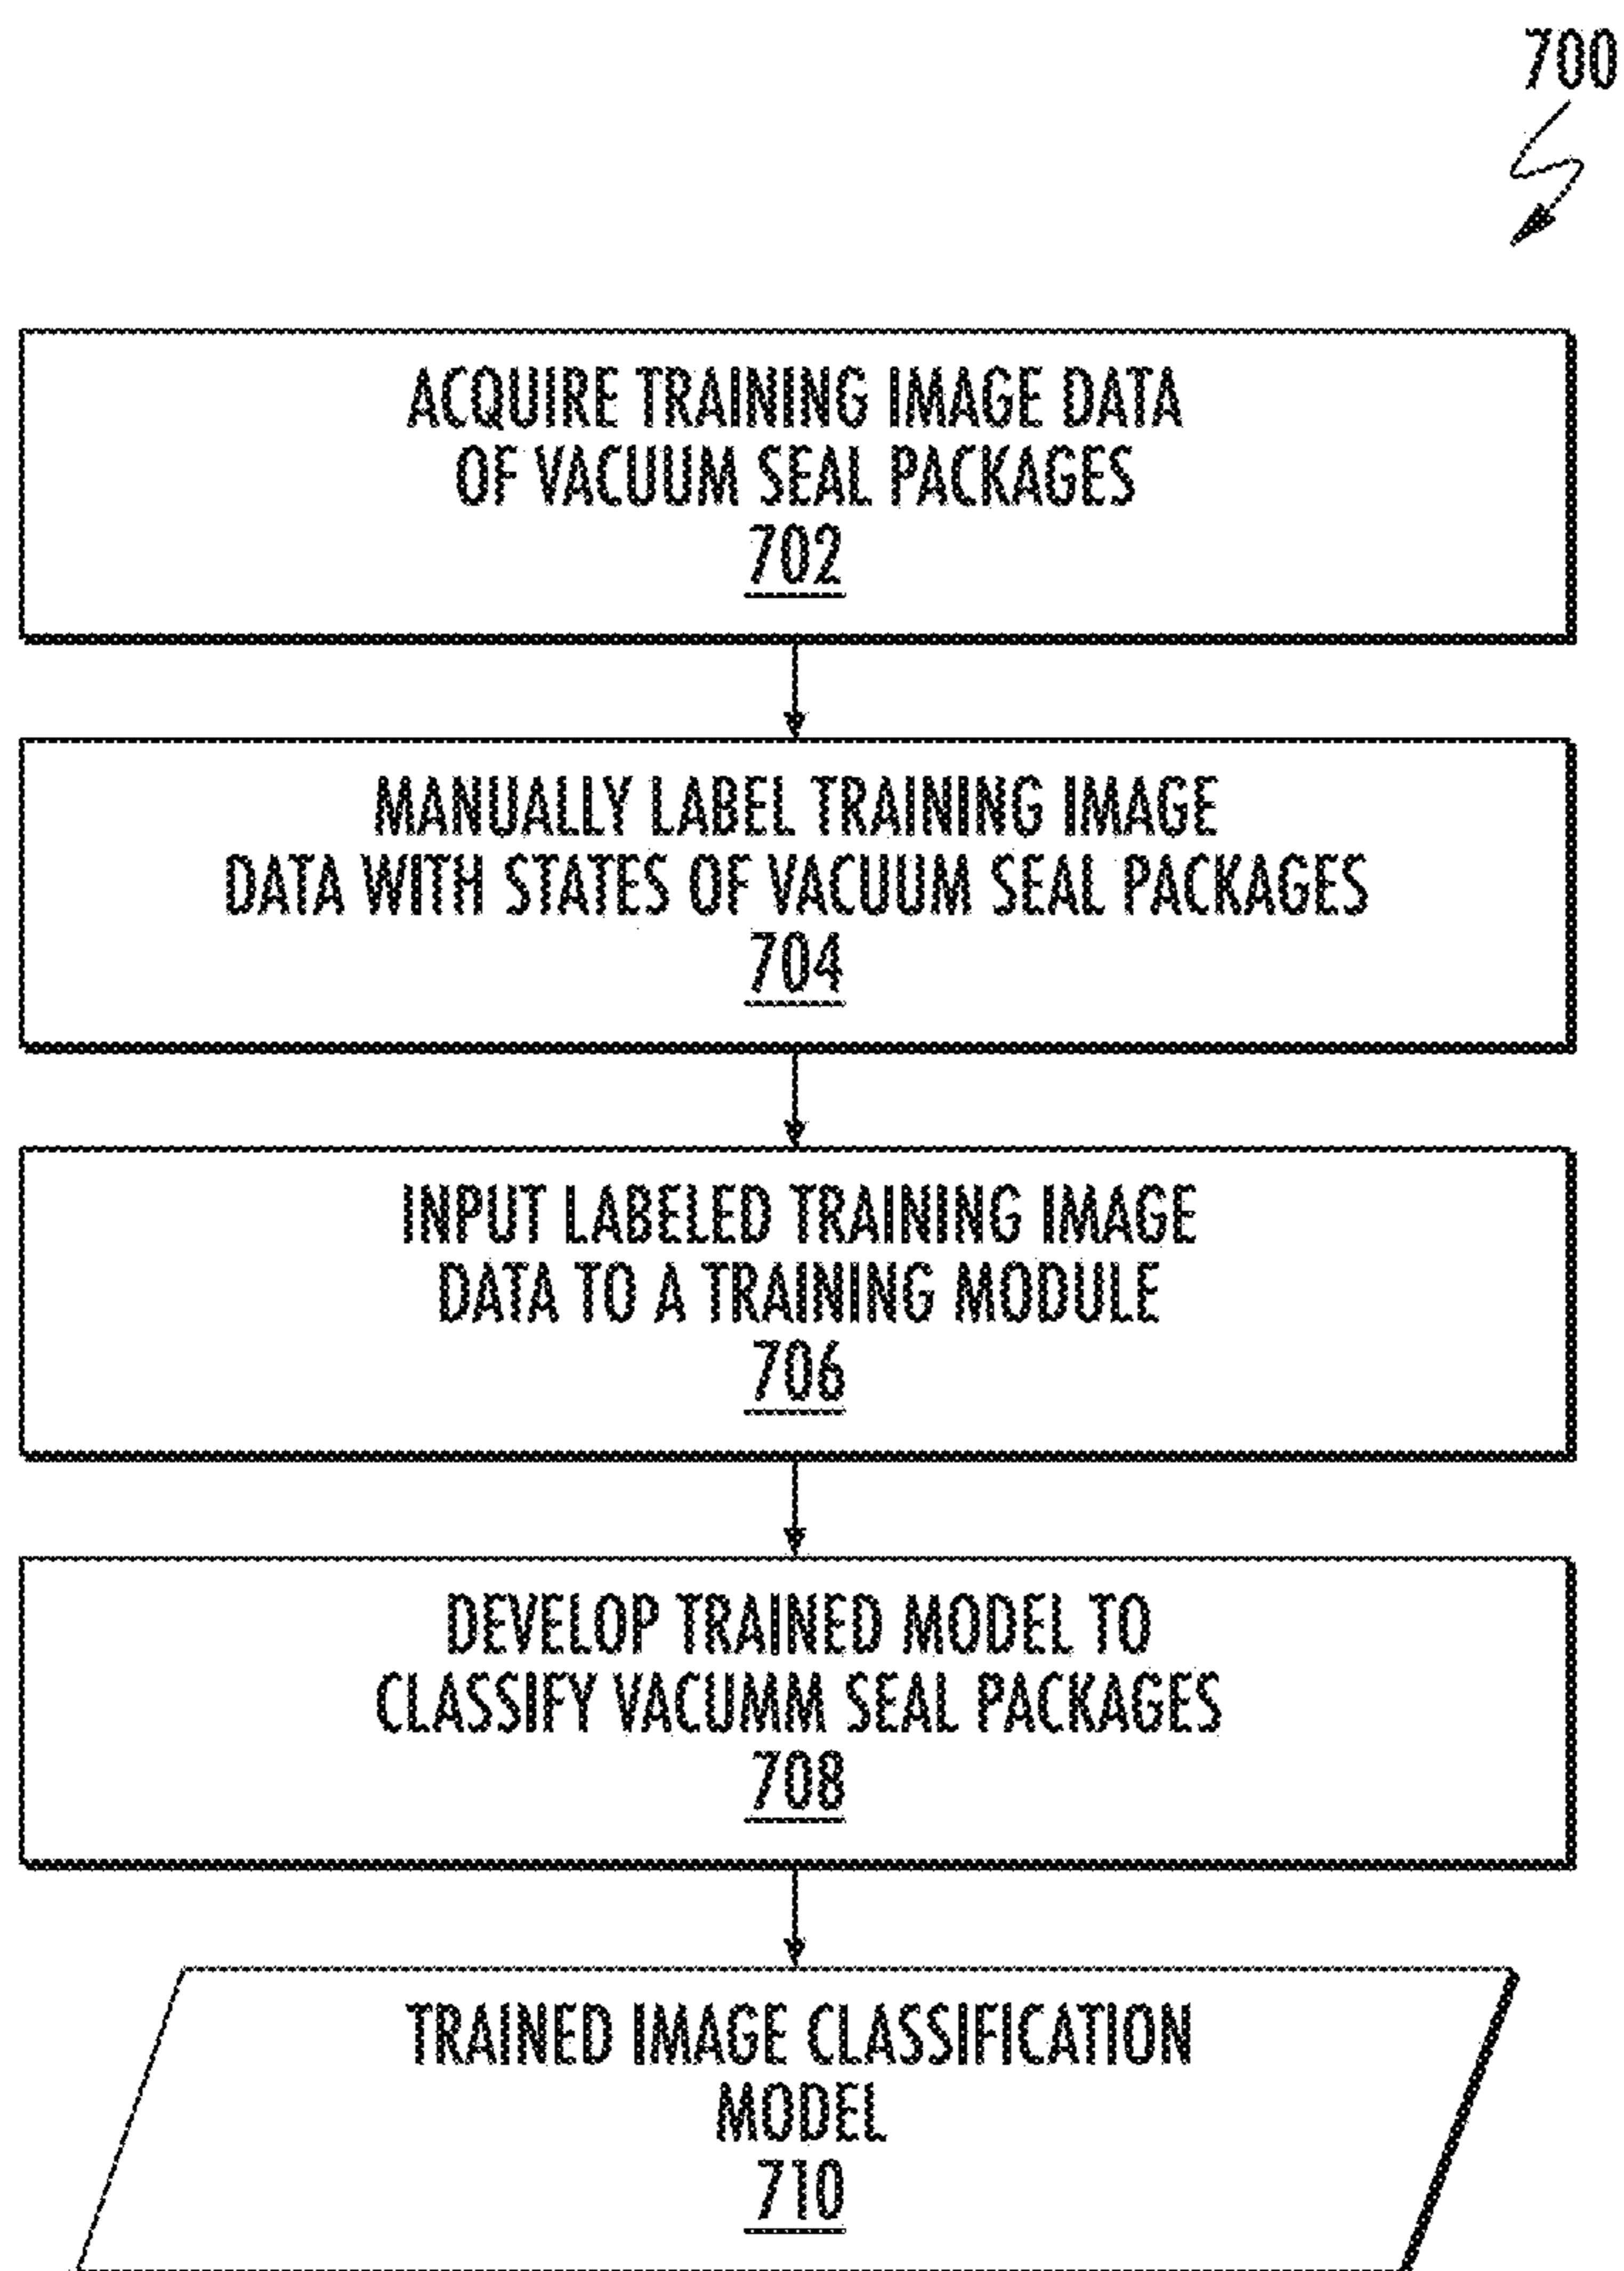 700
ACQUIRE TRAINING IMAGE DATA
OF VACUUM SEAL PACKAGES
702
MANUALLY LABEL TRAINING IMAGE
DATA WITH STATES OF VACUUM SEAL PACKAGES
704
INPUT LABELED TRAINING IMAGE
DATA TO A TRAINING MODULE
706
DEVELOP TRAINED MODEL TO
CLASSIFY VACUMM SEAL PACKAGES
708
TRAINED IMAGE CLASSIFICATION
MODEL
710